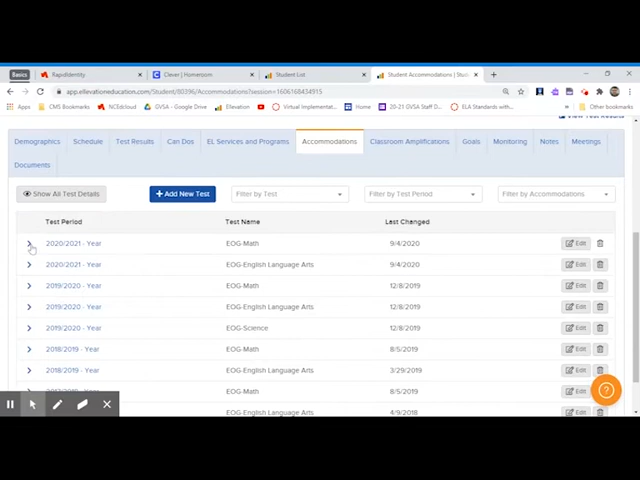 Basics RapidIdentity Clever | Homeroom Student List Student Accommodations | Stud
app.ellevationeducation.com/Student/80396/Accommodations?session=1606168434915
Apps CMS Bookmarks NCEdcloud GVSA - Google Drive Ellevation Virtual Implementat... Home 20-21 GVSA Staff D... ELA Standards with... Other bookmarks
View Test Results
Demographics Schedule Test Results Can Dos EL Services and Programs Accommodations Classroom Amplifications Goals Monitoring Notes Meetings
Documents
Show All Test Details + Add New Test Filter by Test Filter by Test Period Filter by Accommodations
Test Period Test Name Last Changed
2020/2021 - Year EOG-Math 9/4/2020 Edit
2020/2021 - Year EOG-English Language Arts 9/4/2020 Edit
2019/2020 - Year EOG-Math 12/8/2019 Edit
2019/2020 - Year EOG-English Language Arts 12/8/2019 Edit
2019/2020 - Year EOG-Science 12/8/2019 Edit
2018/2019 - Year EOG-Math 8/5/2019 Edit
2018/2019 - Year EOG-English Language Arts 3/29/2019 Edit
EOG-Math 8/5/2019 Edit
EOG-English Language Arts 4/9/2018 Edit